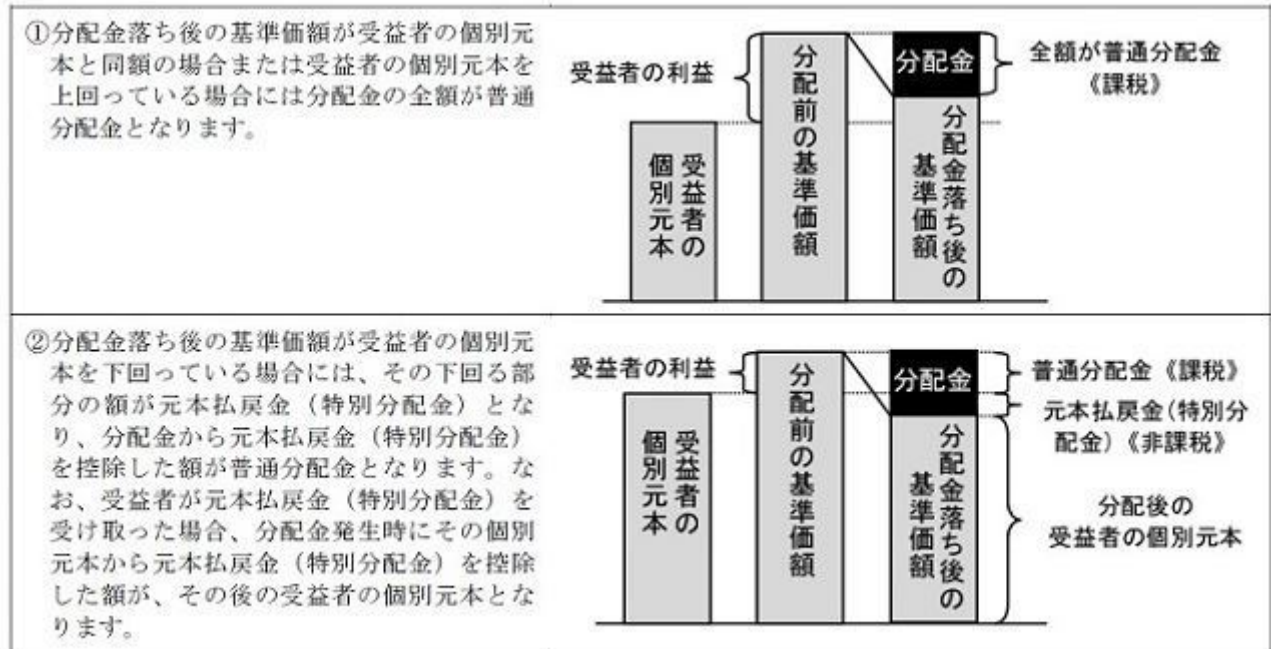 ①分配金落ち後の基準価額が受益者の個別元
本と同額の場合または受益者の個別元本を
上回っている場合には分配金の全額が普通
分配金となります。
受益者の利益
受益者の
個別元本
分配前の基準価額
分配金
分配金落ち後の
基準価額
全額が普通分配金
《課税》
②分配金落ち後の基準価額が受益者の個別元
本を下回っている場合には、その下回る部
分の額が元本払戻金（特別分配金）とな
り、分配金から元本払戻金（特別分配金）
を控除した額が普通分配金となります。な
お、受益者が元本払戻金（特別分配金）を
受け取った場合、分配金発生時にその個別
元本から元本払戻金（特別分配金）を控除
した額が、その後の受益者の個別元本とな
ります。
受益者の利益
受益者の
個別元本
分配前の基準価額
分配金
分配金落ち後の
基準価額
普通分配金《課税》
元本払戻金(特別分
配金)《非課税》
分配後の
受益者の個別元本